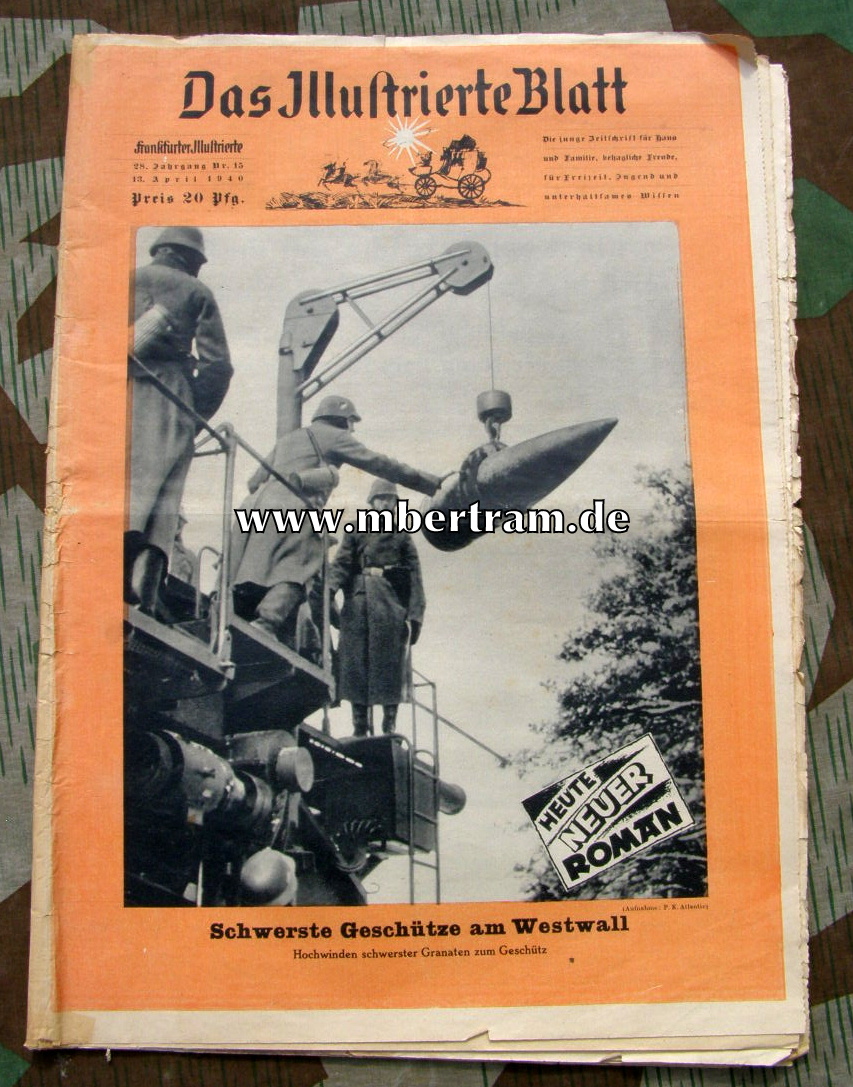 Das Illustrierte Blatt
Frankfurter Illustrierte
28. Jahrgang Nr. 15
13. April 1940
Preis 20 Pfg.
Die junge Zeitschrift für Haus
und Familie, behagliche Freude,
für Freizeit, Jugend und
unterhaltsames Wissen
www.mbertram.de
HEUTE
NEUER
ROMAN
(Aufnahme: P. K. Atlantic)
Schwerste Geschütze am Westwall
Hochwinden schwerster Granaten zum Geschütz